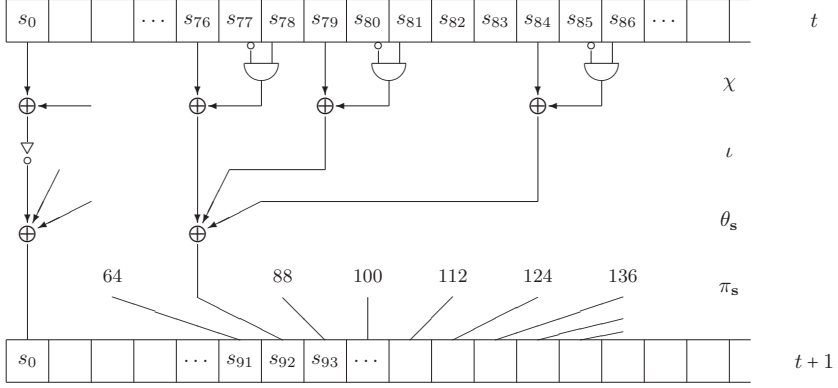 s₀ ⋯ s₇₆ s₇₇ s₇₈ s₇₉ s₈₀ s₈₁ s₈₂ s₈₃ s₈₄ s₈₅ s₈₆ ⋯ t
χ
ι
θₛ
64 88 100 112 124 136 πₛ
s₀ ⋯ s₉₁ s₉₂ s₉₃ ⋯ t + 1